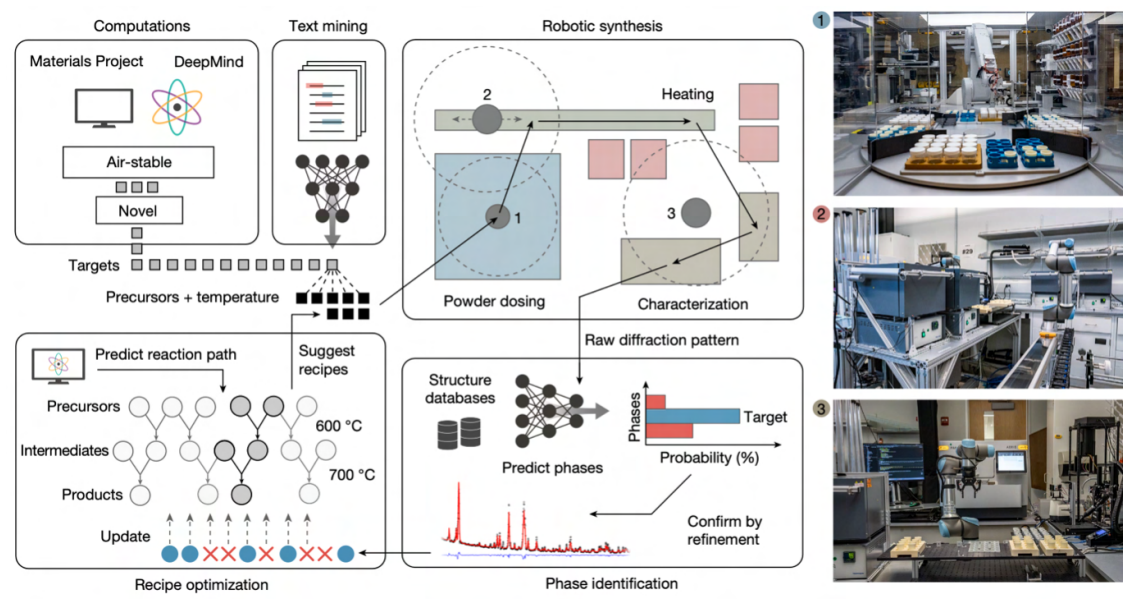 Computations
Materials Project
DeepMind
Air-stable
Novel
Text mining
Targets
Precursors + temperature
Robotic synthesis
2
Heating
1
3
Powder dosing
Characterization
Raw diffraction pattern
Predict reaction path
Suggest
recipes
Precursors
600 °C
Intermediates
700 °C
Products
Update
Recipe optimization
Structure
databases
Predict phases
Phases
Target
Probability (%)
Confirm by
refinement
Phase identification
1
2
3